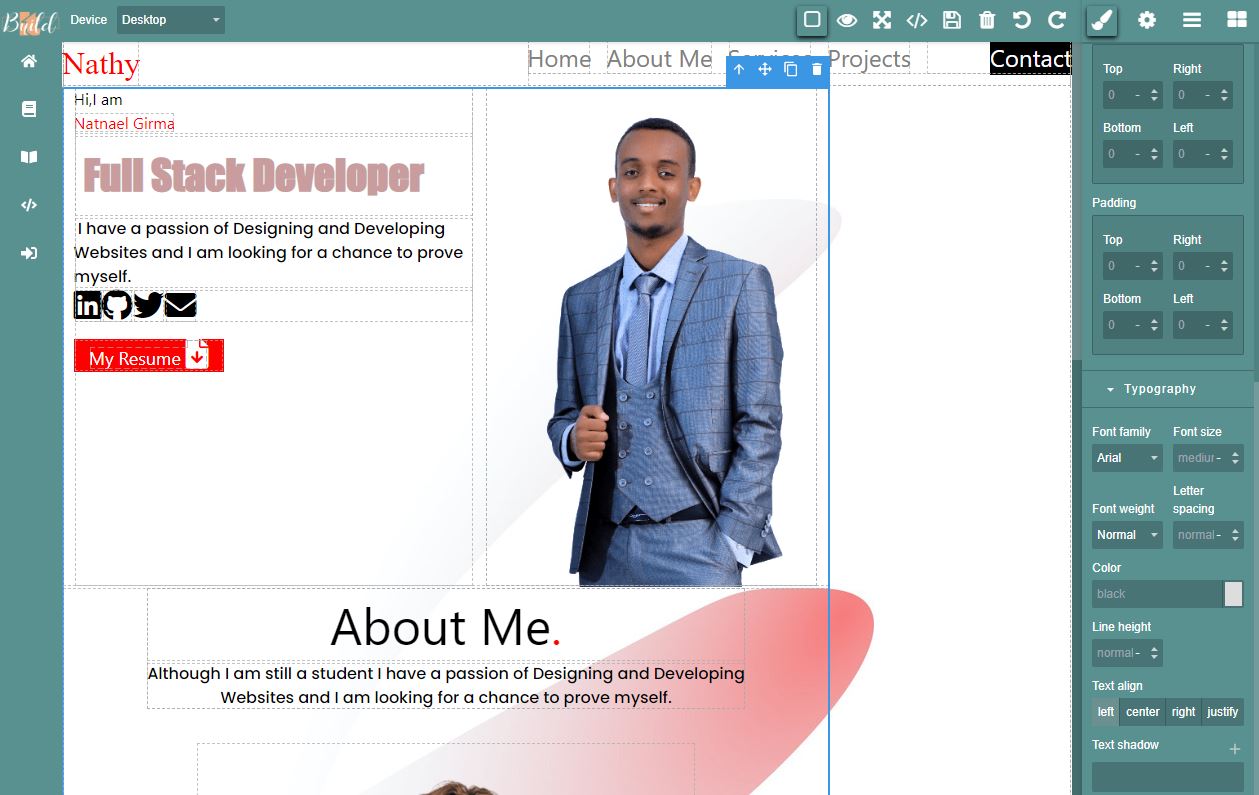 Build
Device
Desktop
Nathy
Home
About Me
Services
Projects
Contact
Hi,I am
Natnael Girma
Full Stack Developer
I have a passion of Designing and Developing
Websites and I am looking for a chance to prove
myself.
My Resume
About Me.
Although I am still a student I have a passion of Designing and Developing
Websites and I am looking for a chance to prove myself.
Top Right
0 - 0 -
Bottom Left
0 - 0 -
Padding
Top Right
0 - 0 -
Bottom Left
0 - 0 -
Typography
Font family Font size
Arial mediur -
Font weight Letter spacing
Normal normal -
Color
black
Line height
normal -
Text align
left center right justify
Text shadow